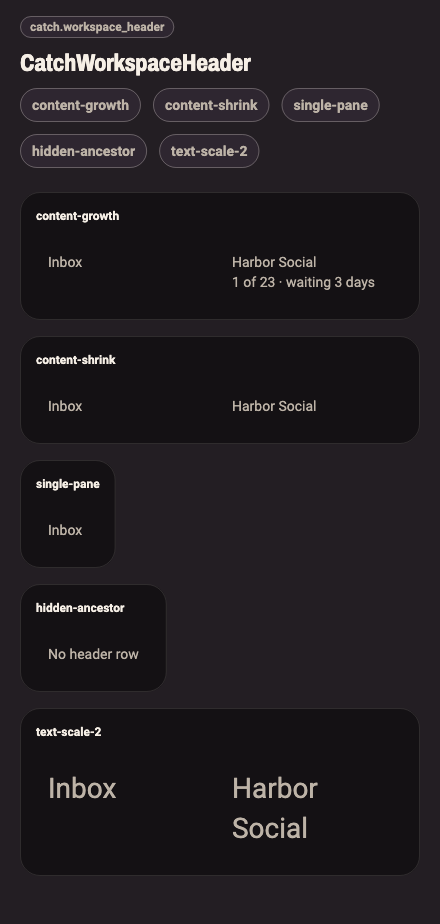 catch.workspace_header
CatchWorkspaceHeader
content-growth content-shrink single-pane
hidden-ancestor text-scale-2
content-growth
Inbox Harbor Social
1 of 23 · waiting 3 days
content-shrink
Inbox Harbor Social
single-pane
Inbox
hidden-ancestor
No header row
text-scale-2
Inbox Harbor
Social